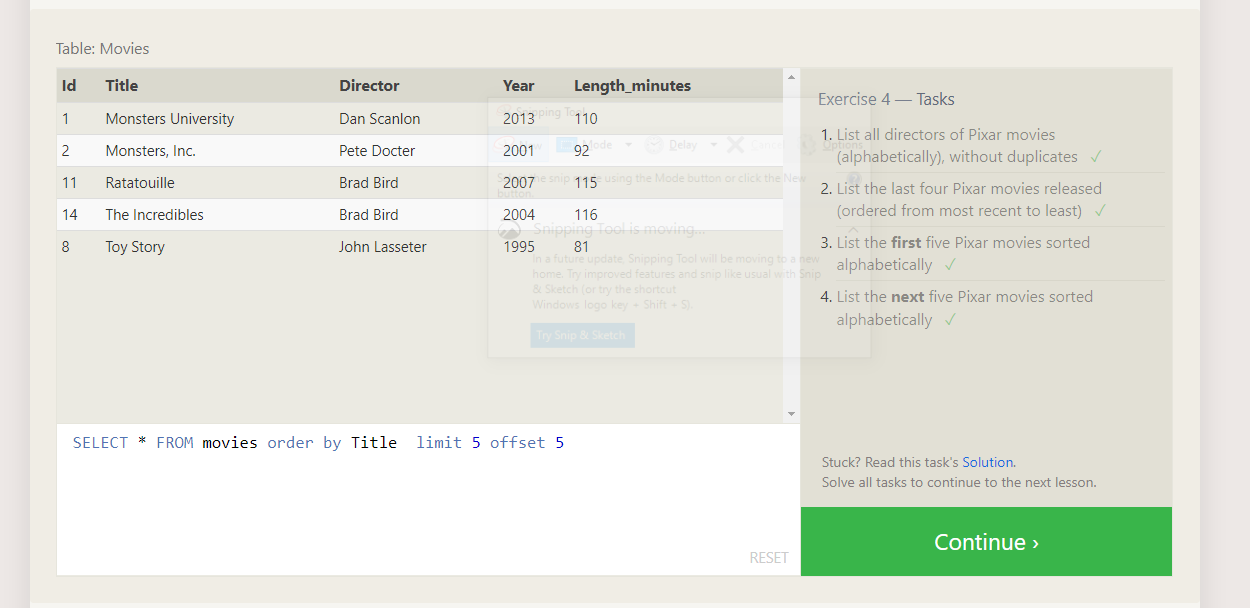 Table: Movies
Id Title Director Year Length_minutes
1 Monsters University Dan Scanlon 2013 110
2 Monsters, Inc. Pete Docter 2001 92
11 Ratatouille Brad Bird 2007 115
14 The Incredibles Brad Bird 2004 116
8 Toy Story John Lasseter 1995 81
Snipping Tool
New Mode Delay Cancel Options
Select the snip mode using the Mode button or click the New
button.
Snipping Tool is moving...
In a future update, Snipping Tool will be moving to a new
home. Try improved features and snip like usual with Snip
& Sketch (or try the shortcut
Windows logo key + Shift + S).
Try Snip & Sketch
SELECT * FROM movies order by Title  limit 5 offset 5
RESET
Exercise 4 — Tasks
1. List all directors of Pixar movies
(alphabetically), without duplicates ✓
2. List the last four Pixar movies released
(ordered from most recent to least) ✓
3. List the first five Pixar movies sorted
alphabetically ✓
4. List the next five Pixar movies sorted
alphabetically ✓
Stuck? Read this task's Solution.
Solve all tasks to continue to the next lesson.
Continue ›